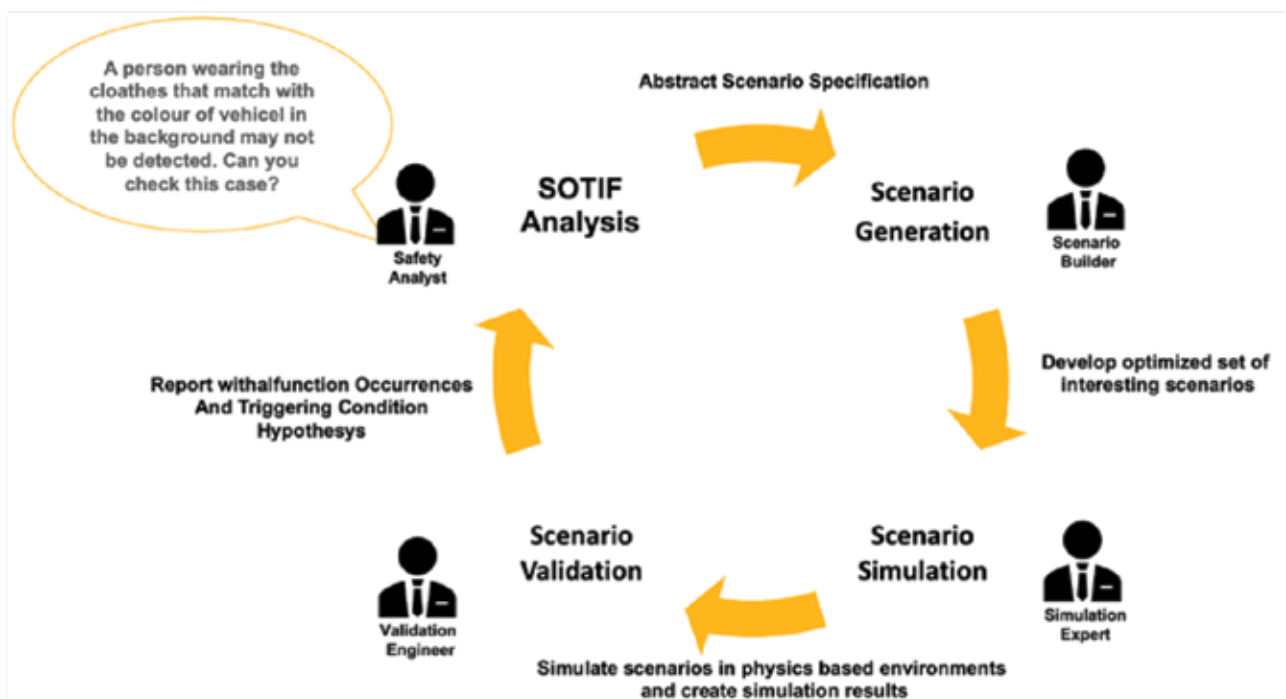 A person wearing the
cloathes that match with
the colour of vehicel in
the background may not
be detected. Can you
check this case?
Safety
Analyst
SOTIF
Analysis
Abstract Scenario Specification
Scenario
Generation
Scenario
Builder
Develop optimized set of
interesting scenarios
Scenario
Simulation
Simulation
Expert
Simulate scenarios in physics based environments
and create simulation results
Scenario
Validation
Validation
Engineer
Report withalfunction Occurrences
And Triggering Condition
Hypothesys